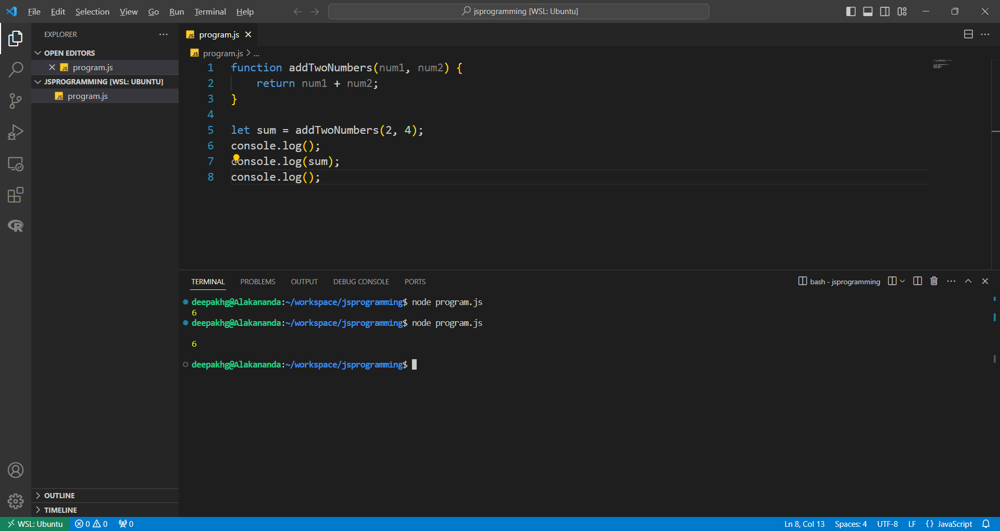 File Edit Selection View Go Run Terminal Help
jsprogramming [WSL: Ubuntu]
EXPLORER
OPEN EDITORS
program.js
JSPROGRAMMING [WSL: UBUNTU]
program.js
OUTLINE
TIMELINE
program.js
program.js > ...
1 function addTwoNumbers(num1, num2) {
2     return num1 + num2;
3 }
4
5 let sum = addTwoNumbers(2, 4);
6 console.log();
7 console.log(sum);
8 console.log();
TERMINAL PROBLEMS OUTPUT DEBUG CONSOLE PORTS
bash - jsprogramming
deepakhg@Alakananda:~/workspace/jsprogramming$ node program.js
6
deepakhg@Alakananda:~/workspace/jsprogramming$ node program.js
6
deepakhg@Alakananda:~/workspace/jsprogramming$
WSL: Ubuntu 0 0 0 Ln 8, Col 13 Spaces: 4 UTF-8 LF {} JavaScript